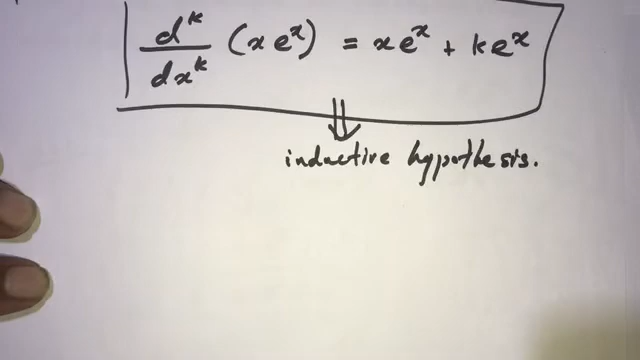 d^k/dx^k (xe^x) = xe^x + ke^x
⇓
inductive hypothesis.